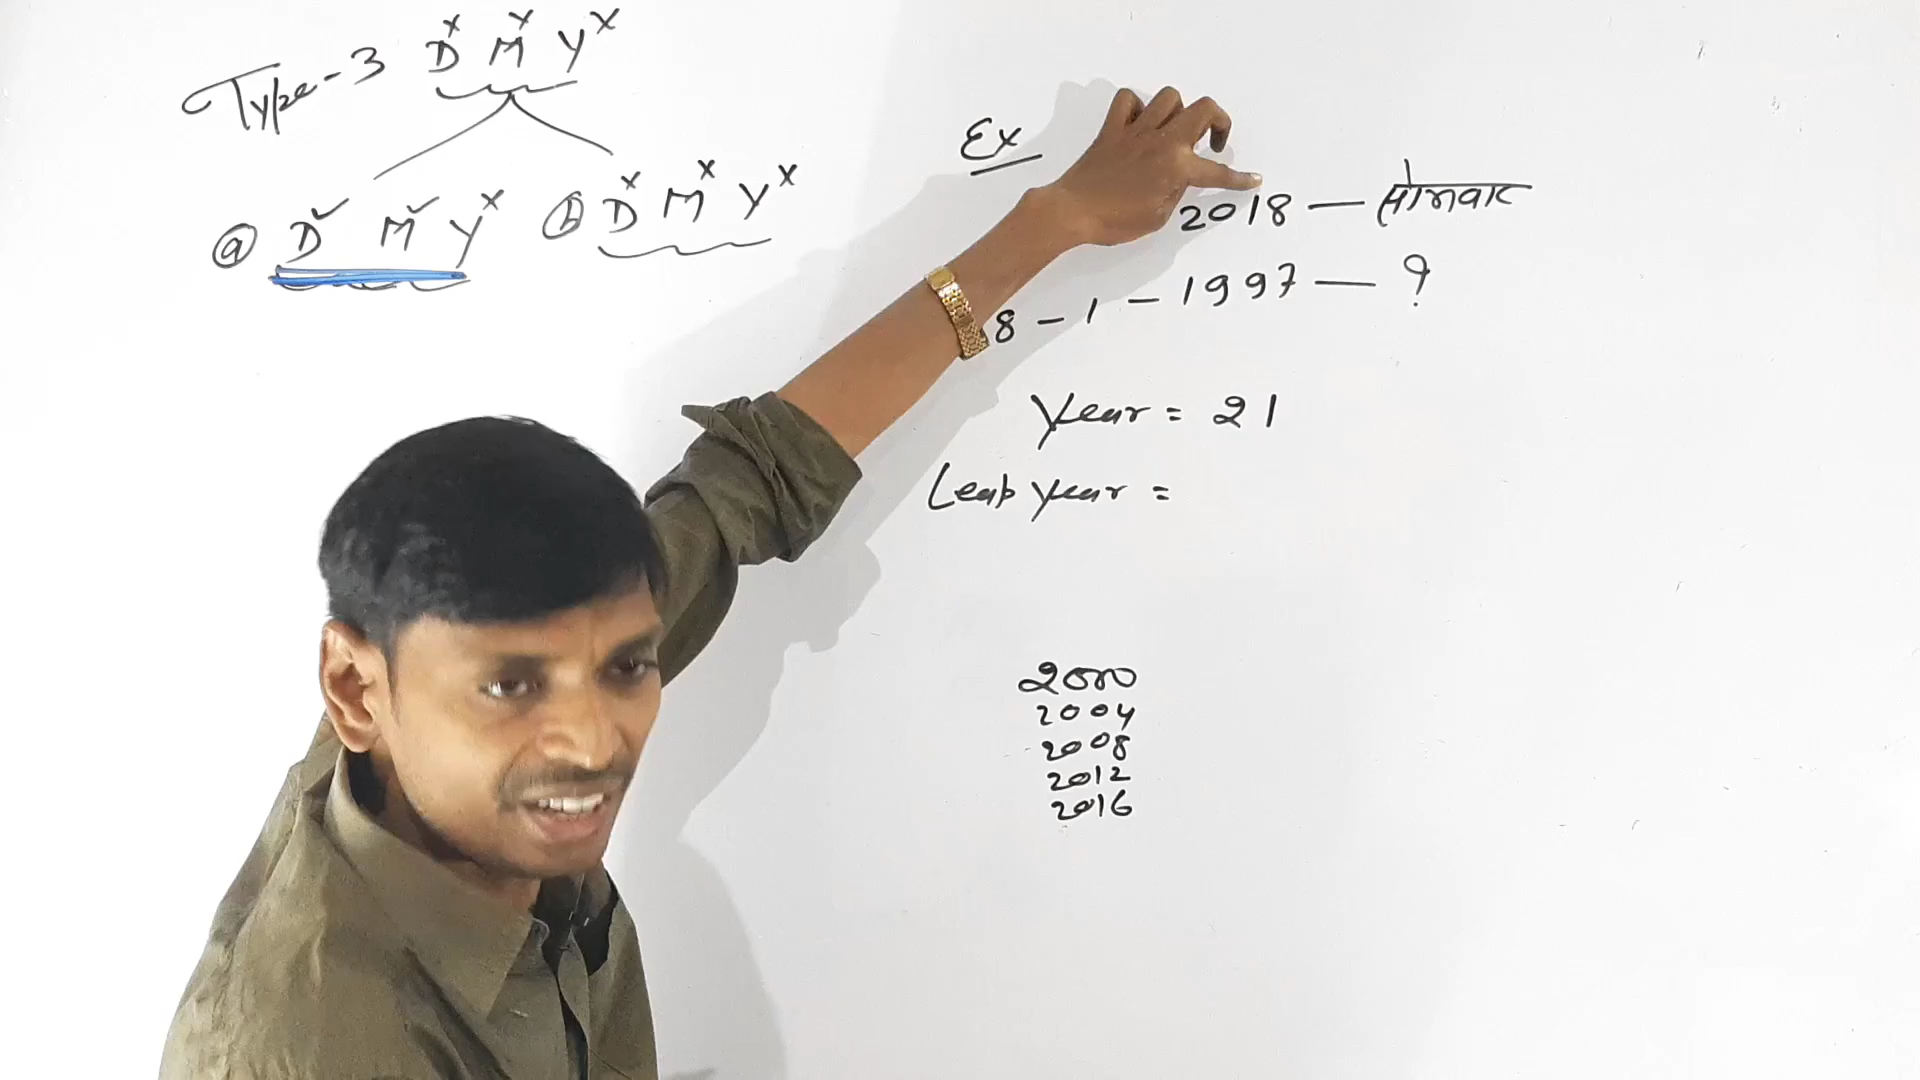 Type-3 D× M× Y×
ⓐ D✓ M✓ Y× ⓑ D× M× Y×
Ex
2018 — सोमवार
8 - 1 - 1997 — ?
Year = 21
Leap Year =
2000
2004
2008
2012
2016